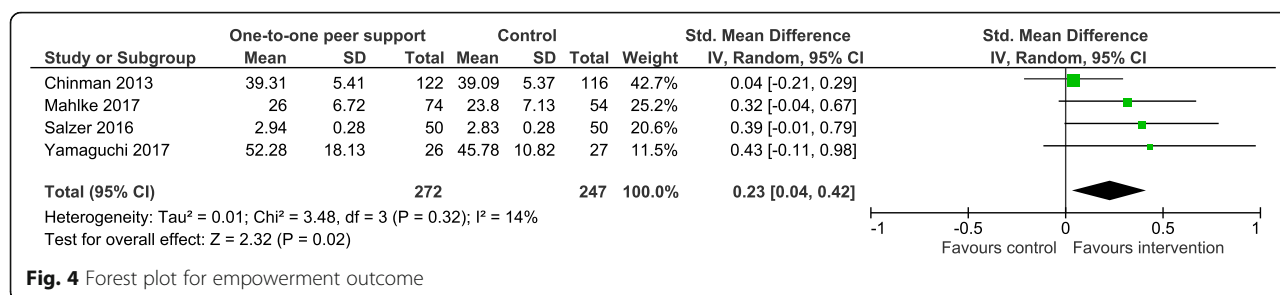 One-to-one peer support Control Std. Mean Difference Std. Mean Difference
Study or Subgroup Mean SD Total Mean SD Total Weight IV, Random, 95% CI IV, Random, 95% CI
Chinman 2013 39.31 5.41 122 39.09 5.37 116 42.7% 0.04 [-0.21, 0.29]
Mahlke 2017 26 6.72 74 23.8 7.13 54 25.2% 0.32 [-0.04, 0.67]
Salzer 2016 2.94 0.28 50 2.83 0.28 50 20.6% 0.39 [-0.01, 0.79]
Yamaguchi 2017 52.28 18.13 26 45.78 10.82 27 11.5% 0.43 [-0.11, 0.98]
Total (95% CI) 272 247 100.0% 0.23 [0.04, 0.42]
Heterogeneity: Tau² = 0.01; Chi² = 3.48, df = 3 (P = 0.32); I² = 14%
Test for overall effect: Z = 2.32 (P = 0.02)
-1 -0.5 0 0.5 1
Favours control Favours intervention
Fig. 4 Forest plot for empowerment outcome